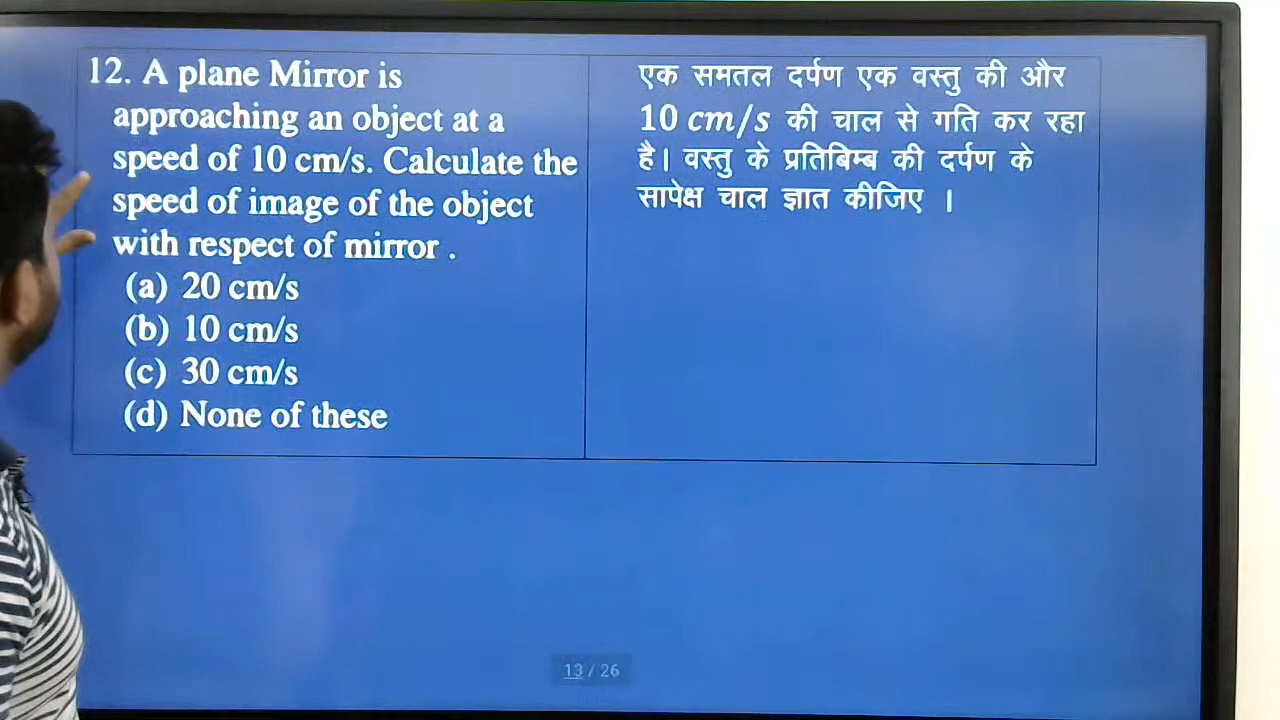 12. A plane Mirror is
approaching an object at a
speed of 10 cm/s. Calculate the
speed of image of the object
with respect of mirror .
(a) 20 cm/s
(b) 10 cm/s
(c) 30 cm/s
(d) None of these
एक समतल दर्पण एक वस्तु की और
10 cm/s की चाल से गति कर रहा
है। वस्तु के प्रतिबिम्ब की दर्पण के
सापेक्ष चाल ज्ञात कीजिए ।
13 / 26